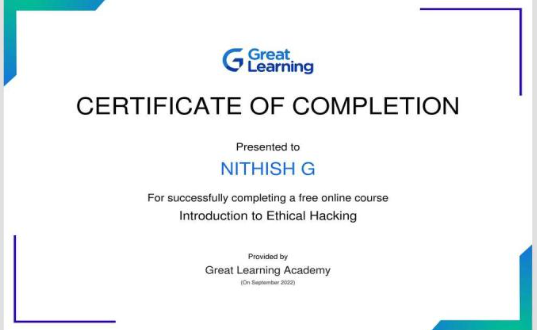 Great
Learning
CERTIFICATE OF COMPLETION
Presented to
NITHISH G
For successfully completing a free online course
Introduction to Ethical Hacking
Provided by
Great Learning Academy
(On September 2022)